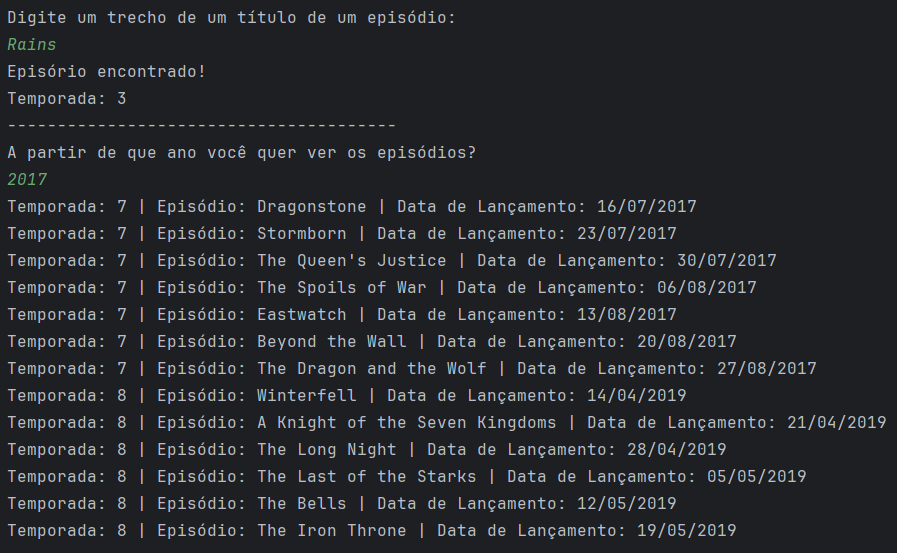 Digite um trecho de um título de um episódio:
Rains
Episório encontrado!
Temporada: 3
---------------------------------------
A partir de que ano você quer ver os episódios?
2017
Temporada: 7 | Episódio: Dragonstone | Data de Lançamento: 16/07/2017
Temporada: 7 | Episódio: Stormborn | Data de Lançamento: 23/07/2017
Temporada: 7 | Episódio: The Queen's Justice | Data de Lançamento: 30/07/2017
Temporada: 7 | Episódio: The Spoils of War | Data de Lançamento: 06/08/2017
Temporada: 7 | Episódio: Eastwatch | Data de Lançamento: 13/08/2017
Temporada: 7 | Episódio: Beyond the Wall | Data de Lançamento: 20/08/2017
Temporada: 7 | Episódio: The Dragon and the Wolf | Data de Lançamento: 27/08/2017
Temporada: 8 | Episódio: Winterfell | Data de Lançamento: 14/04/2019
Temporada: 8 | Episódio: A Knight of the Seven Kingdoms | Data de Lançamento: 21/04/2019
Temporada: 8 | Episódio: The Long Night | Data de Lançamento: 28/04/2019
Temporada: 8 | Episódio: The Last of the Starks | Data de Lançamento: 05/05/2019
Temporada: 8 | Episódio: The Bells | Data de Lançamento: 12/05/2019
Temporada: 8 | Episódio: The Iron Throne | Data de Lançamento: 19/05/2019